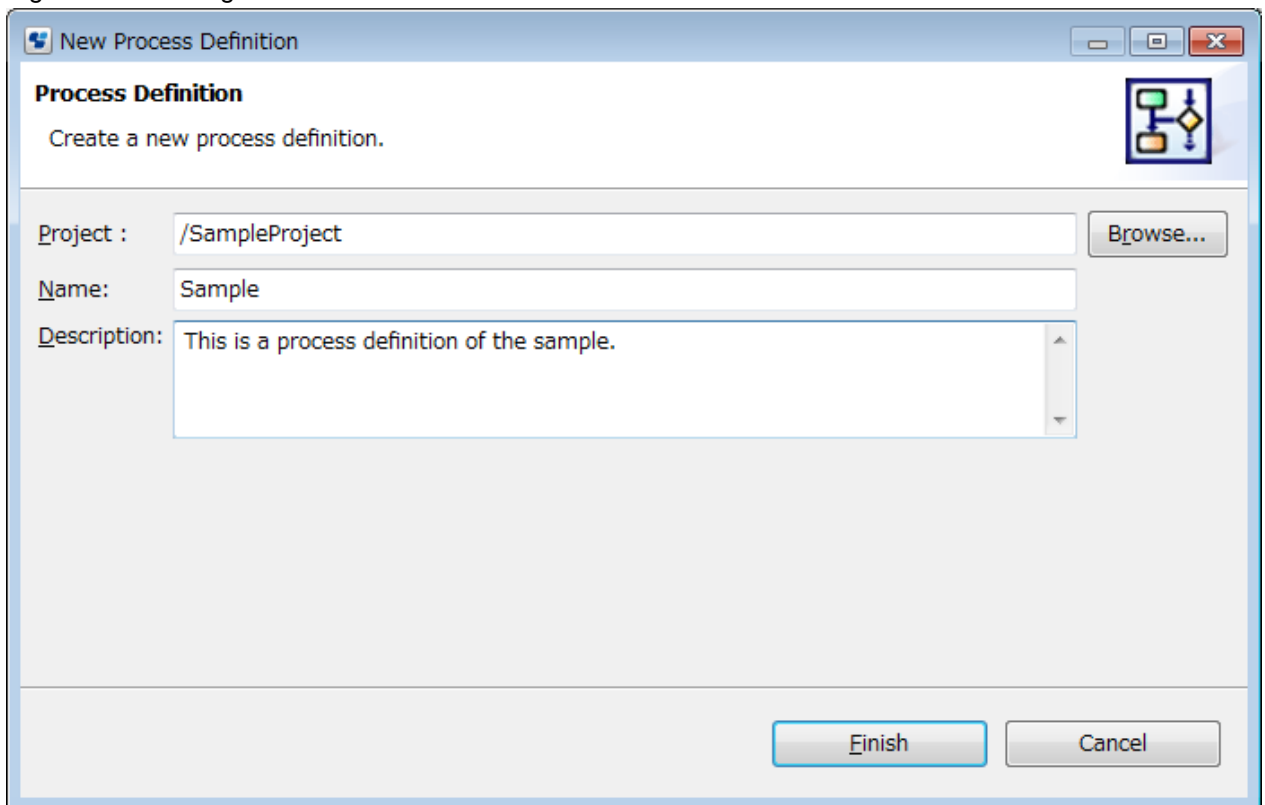 New Process Definition
Process Definition
Create a new process definition.
Project : /SampleProject Browse...
Name: Sample
Description: This is a process definition of the sample.
Finish Cancel